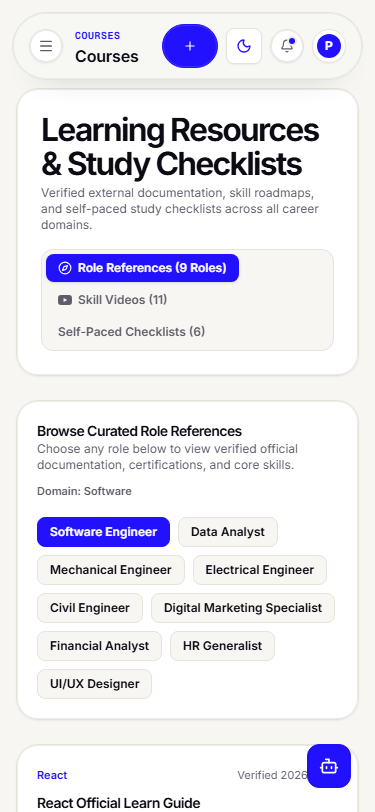 COURSES
Courses
P
Learning Resources
& Study Checklists
Verified external documentation, skill roadmaps,
and self-paced study checklists across all career
domains.
Role References (9 Roles)
Skill Videos (11)
Self-Paced Checklists (6)
Browse Curated Role References
Choose any role below to view verified official
documentation, certifications, and core skills.
Domain: Software
Software Engineer
Data Analyst
Mechanical Engineer
Electrical Engineer
Civil Engineer
Digital Marketing Specialist
Financial Analyst
HR Generalist
UI/UX Designer
React
Verified 2026
React Official Learn Guide